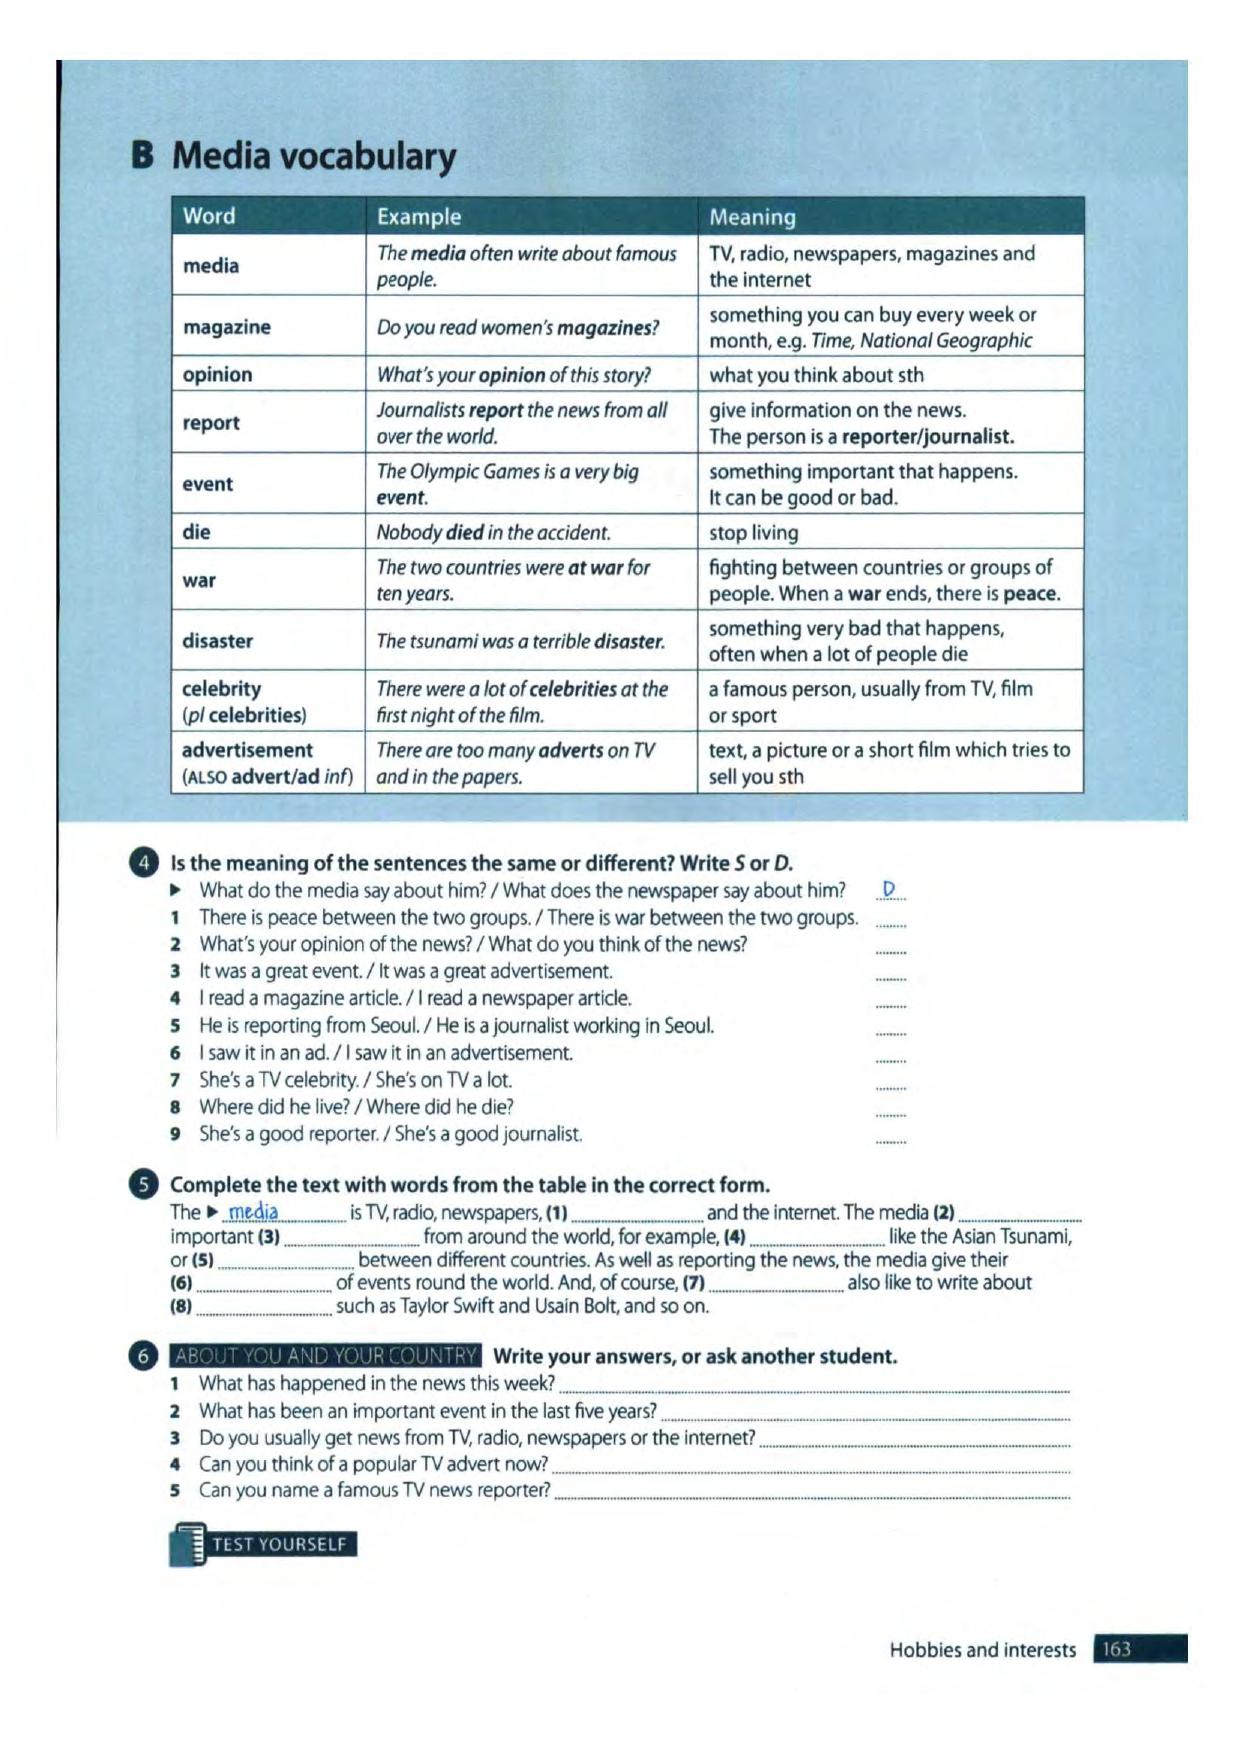 B Media vocabulary
Word Example Meaning
media The media often write about famous people. TV, radio, newspapers, magazines and the internet
magazine Do you read women's magazines? something you can buy every week or month, e.g. Time, National Geographic
opinion What's your opinion of this story? what you think about sth
report Journalists report the news from all over the world. give information on the news. The person is a reporter/journalist.
event The Olympic Games is a very big event. something important that happens. It can be good or bad.
die Nobody died in the accident. stop living
war The two countries were at war for ten years. fighting between countries or groups of people. When a war ends, there is peace.
disaster The tsunami was a terrible disaster. something very bad that happens, often when a lot of people die
celebrity (pl celebrities) There were a lot of celebrities at the first night of the film. a famous person, usually from TV, film or sport
advertisement (ALSO advert/ad inf) There are too many adverts on TV and in the papers. text, a picture or a short film which tries to sell you sth
4 Is the meaning of the sentences the same or different? Write S or D.
▶ What do the media say about him? / What does the newspaper say about him? D
1 There is peace between the two groups. / There is war between the two groups. ........
2 What's your opinion of the news? / What do you think of the news? ........
3 It was a great event. / It was a great advertisement. ........
4 I read a magazine article. / I read a newspaper article. ........
5 He is reporting from Seoul. / He is a journalist working in Seoul. ........
6 I saw it in an ad. / I saw it in an advertisement. ........
7 She's a TV celebrity. / She's on TV a lot. ........
8 Where did he live? / Where did he die? ........
9 She's a good reporter. / She's a good journalist. ........
5 Complete the text with words from the table in the correct form.
The ▶ media is TV, radio, newspapers, (1) ........ and the internet. The media (2) ........
important (3) ........ from around the world, for example, (4) ........ like the Asian Tsunami,
or (5) ........ between different countries. As well as reporting the news, the media give their
(6) ........ of events round the world. And, of course, (7) ........ also like to write about
(8) ........ such as Taylor Swift and Usain Bolt, and so on.
6 ABOUT YOU AND YOUR COUNTRY Write your answers, or ask another student.
1 What has happened in the news this week? ........
2 What has been an important event in the last five years? ........
3 Do you usually get news from TV, radio, newspapers or the internet? ........
4 Can you think of a popular TV advert now? ........
5 Can you name a famous TV news reporter? ........
TEST YOURSELF
Hobbies and interests 163